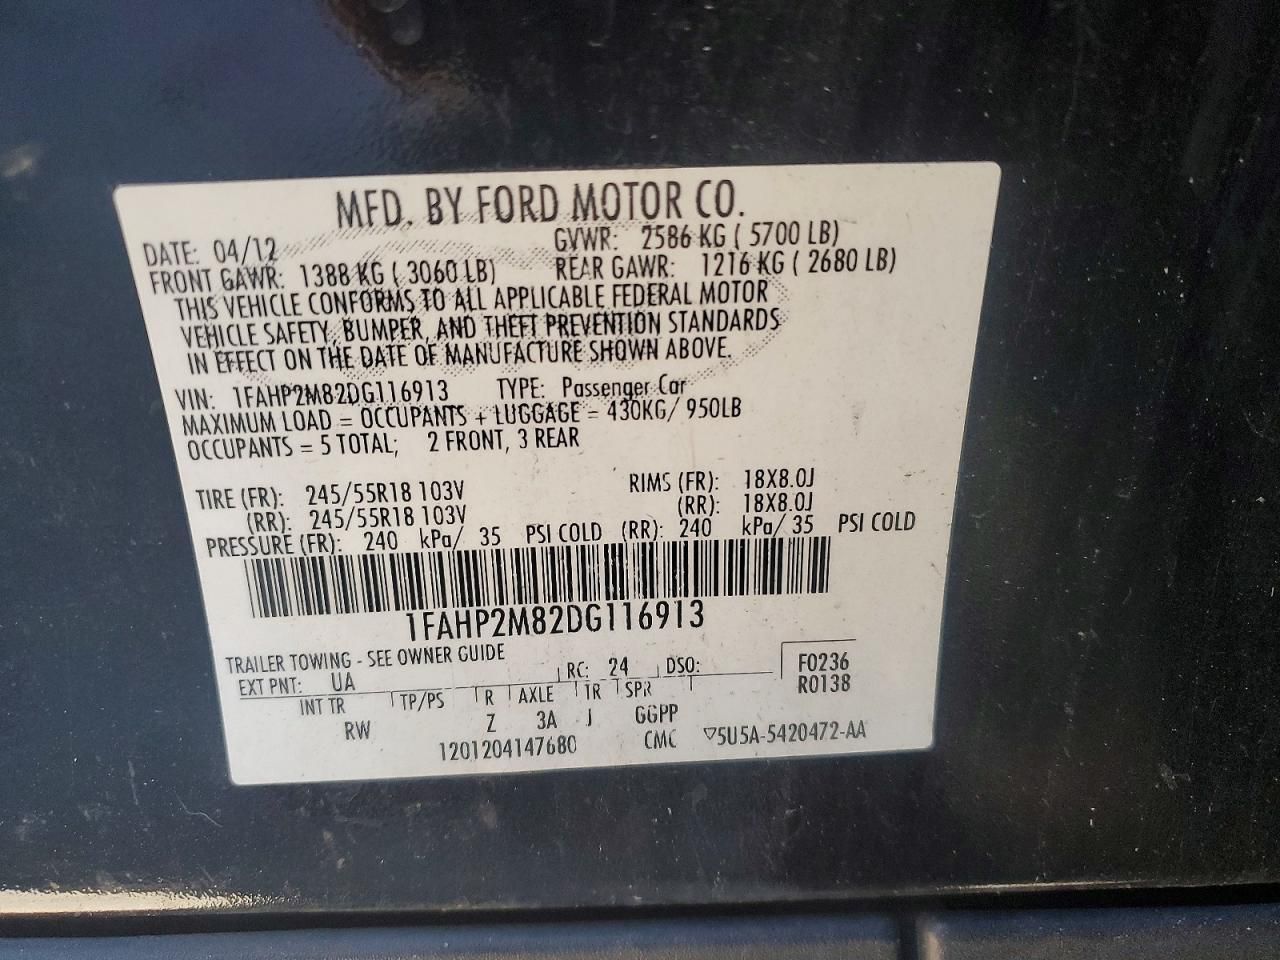 MFD. BY FORD MOTOR CO.
DATE: 04/12 GVWR: 2586 KG ( 5700 LB)
FRONT GAWR: 1388 KG ( 3060 LB) REAR GAWR: 1216 KG ( 2680 LB)
THIS VEHICLE CONFORMS TO ALL APPLICABLE FEDERAL MOTOR
VEHICLE SAFETY, BUMPER, AND THEFT PREVENTION STANDARDS
IN EFFECT ON THE DATE OF MANUFACTURE SHOWN ABOVE.
VIN: 1FAHP2M82DG116913 TYPE: Passenger Car
MAXIMUM LOAD = OCCUPANTS + LUGGAGE = 430KG/ 950LB
OCCUPANTS = 5 TOTAL; 2 FRONT, 3 REAR
TIRE (FR): 245/55R18 103V RIMS (FR): 18X8.0J
(RR): 245/55R18 103V (RR): 18X8.0J
PRESSURE (FR): 240 kPa/ 35 PSI COLD (RR): 240 kPa/ 35 PSI COLD
1FAHP2M82DG116913
TRAILER TOWING - SEE OWNER GUIDE
EXT PNT: UA RC: 24 DSO: F0236
R0138
INT TR TP/PS R AXLE TR SPR
RW Z 3A J GGPP
1201204147680 CMC ▽5U5A-5420472-AA